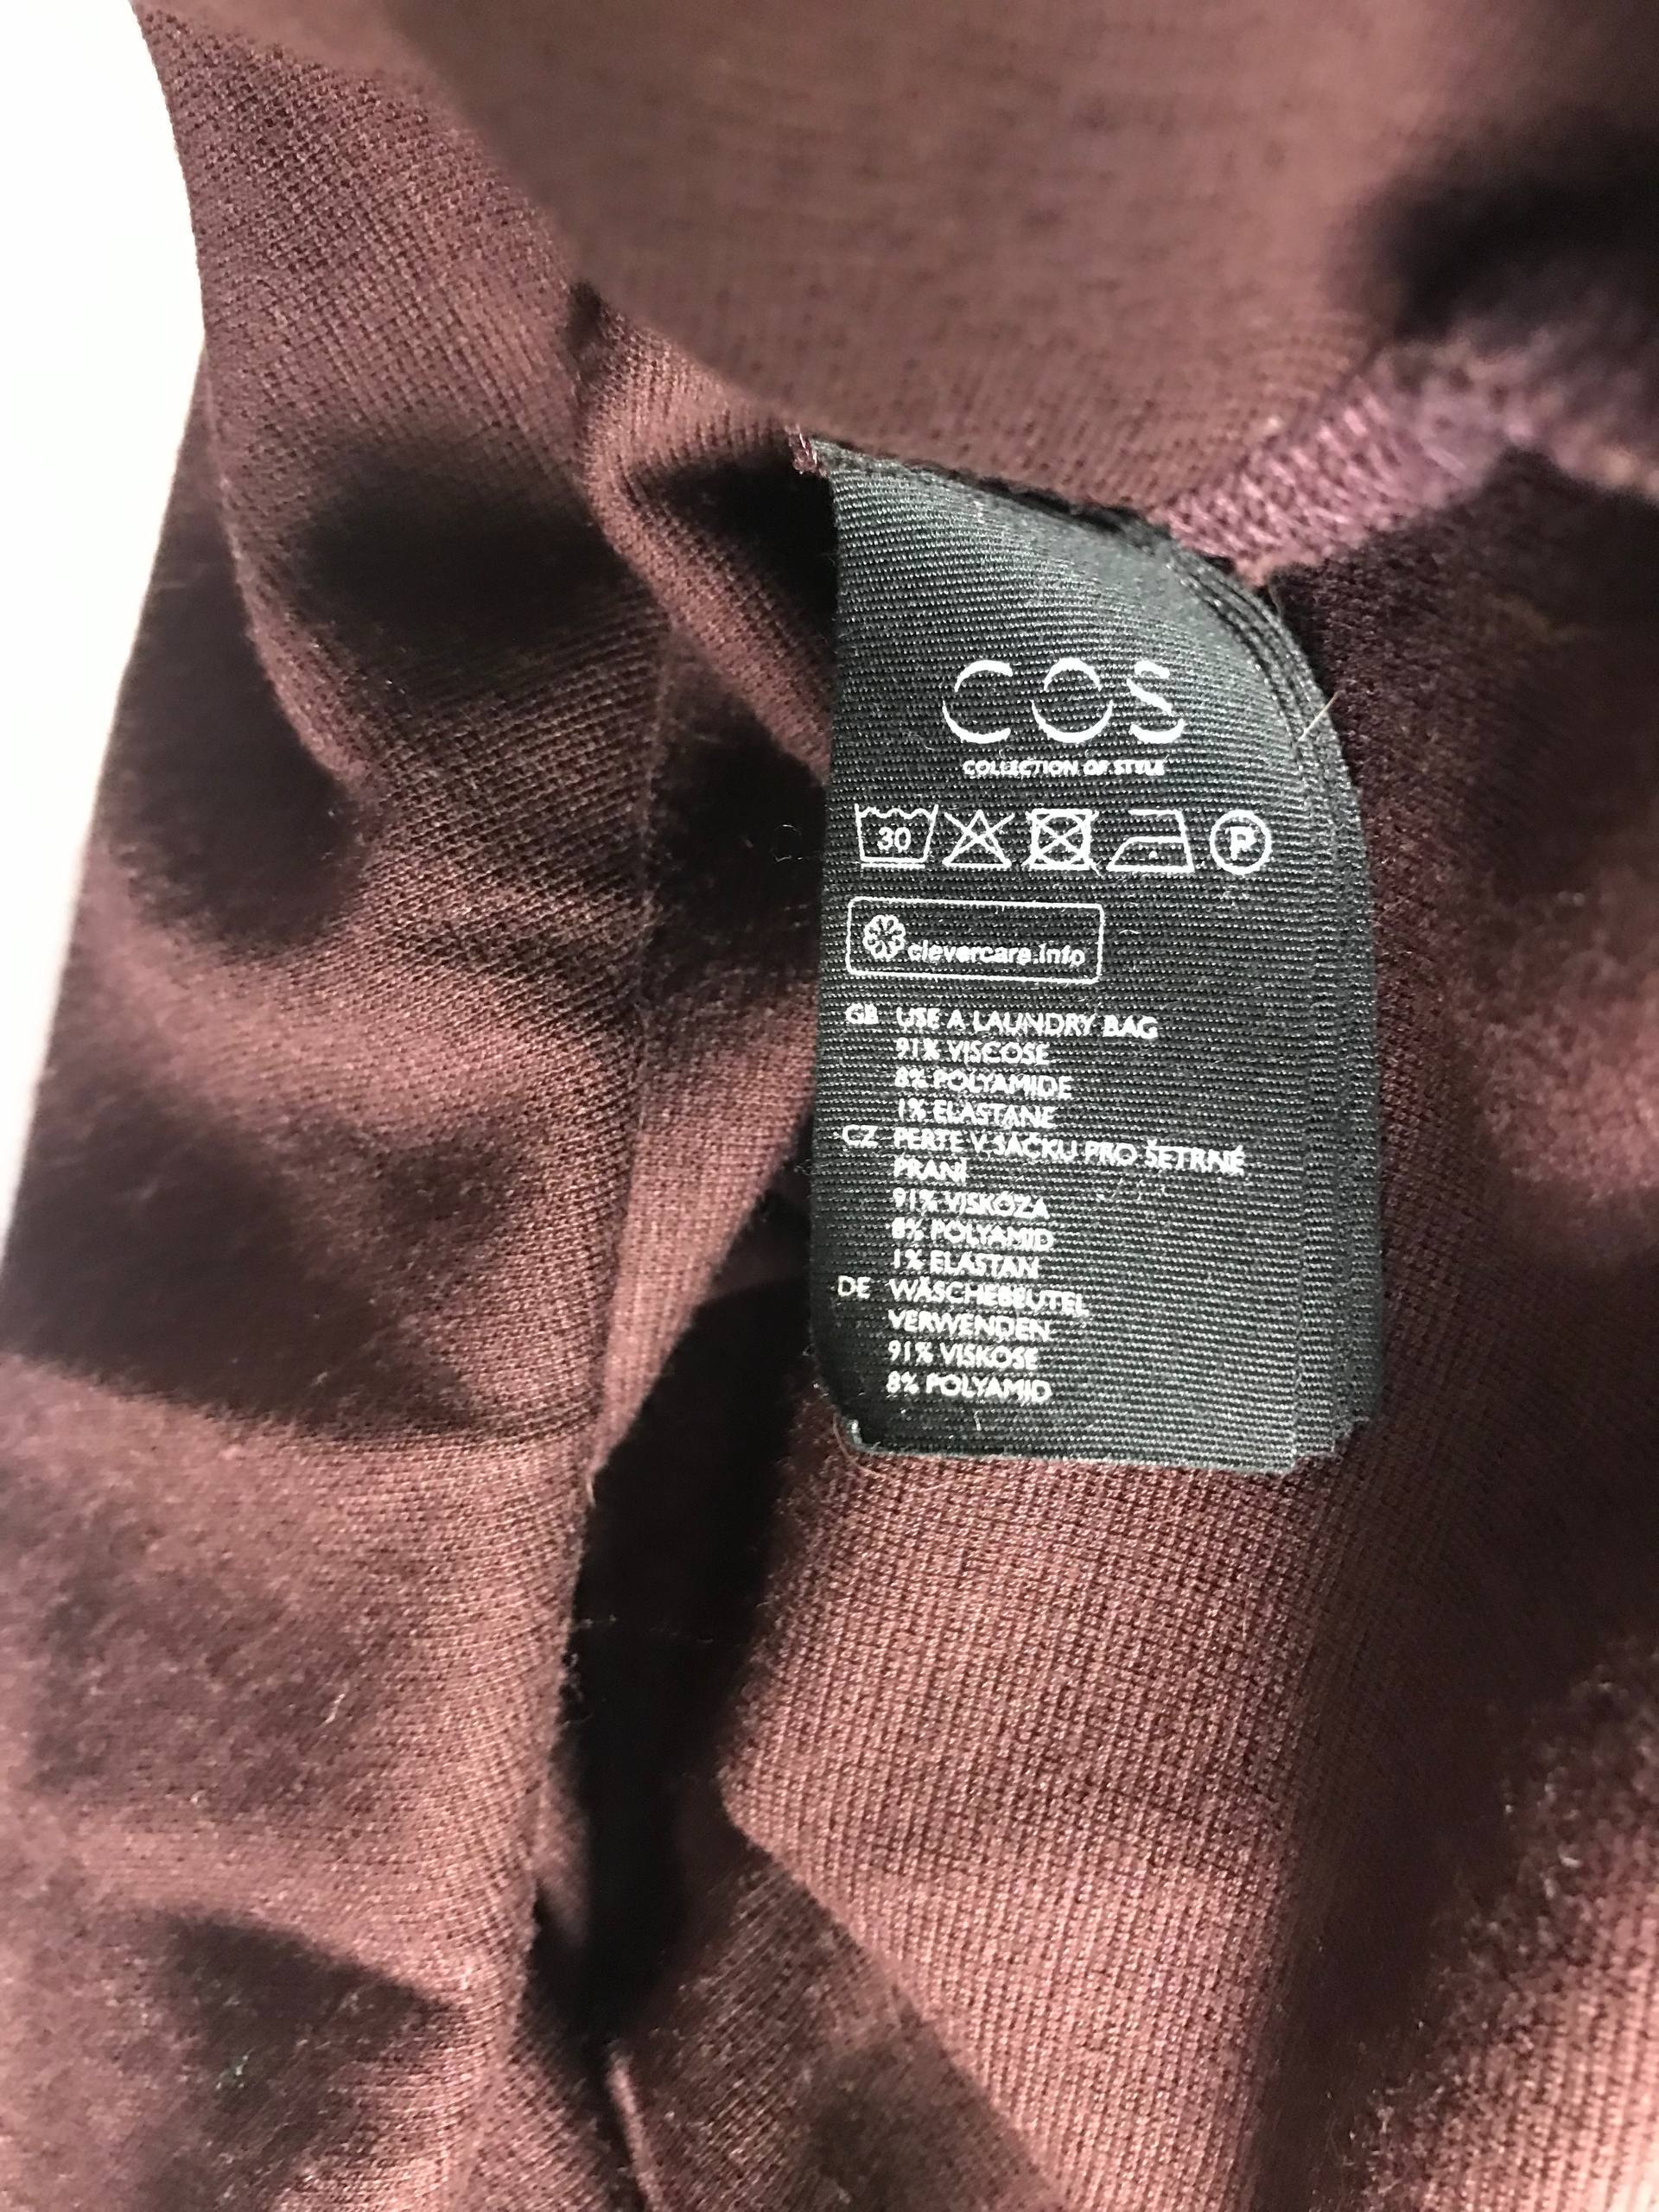 COS
COLLECTION OF STYLE
30 P
clevercare.info
GB USE A LAUNDRY BAG
91% VISCOSE
8% POLYAMIDE
1% ELASTANE
CZ PERTE V SÁČKU PRO ŠETRNÉ
PRANÍ
91% VISKÓZA
8% POLYAMID
1% ELASTAN
DE WÄSCHEBEUTEL
VERWENDEN
91% VISKOSE
8% POLYAMID